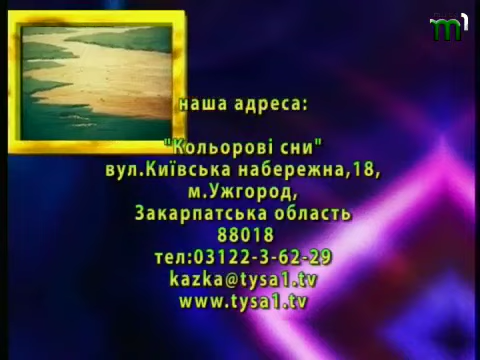 m1
наша адреса:
"Кольорові сни"
вул.Київська набережна,18,
м.Ужгород,
Закарпатська область
88018
тел:03122-3-62-29
kazka@tysa1.tv
www.tysa1.tv